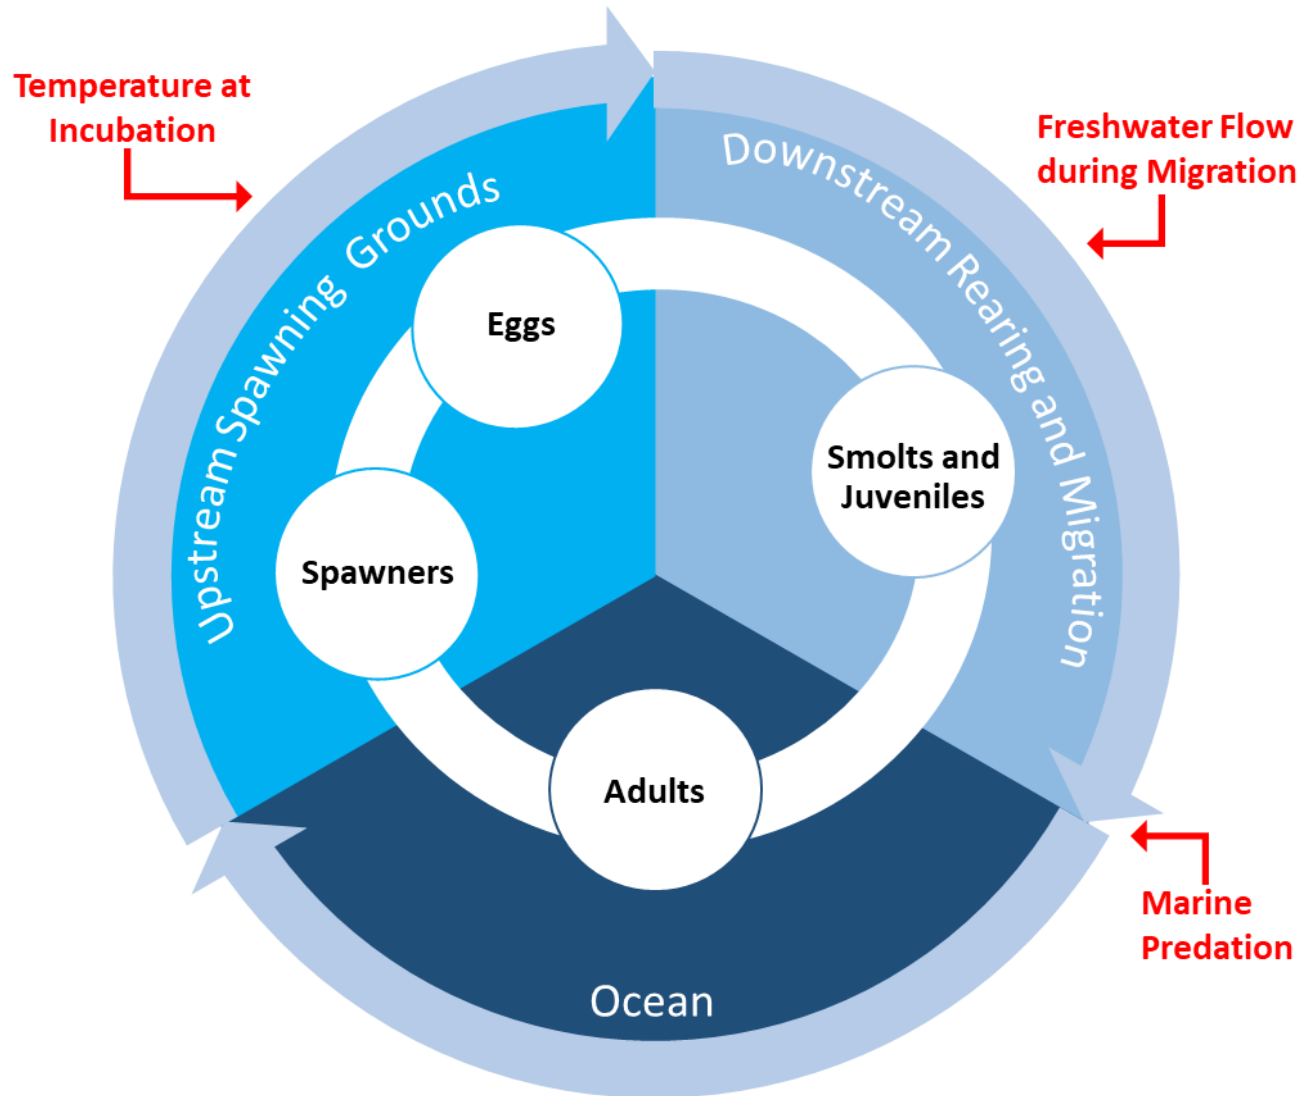 Temperature at
Incubation
Freshwater Flow
during Migration
Upstream Spawning Grounds
Downstream Rearing and Migration
Eggs
Smolts and
Juveniles
Spawners
Adults
Marine
Predation
Ocean